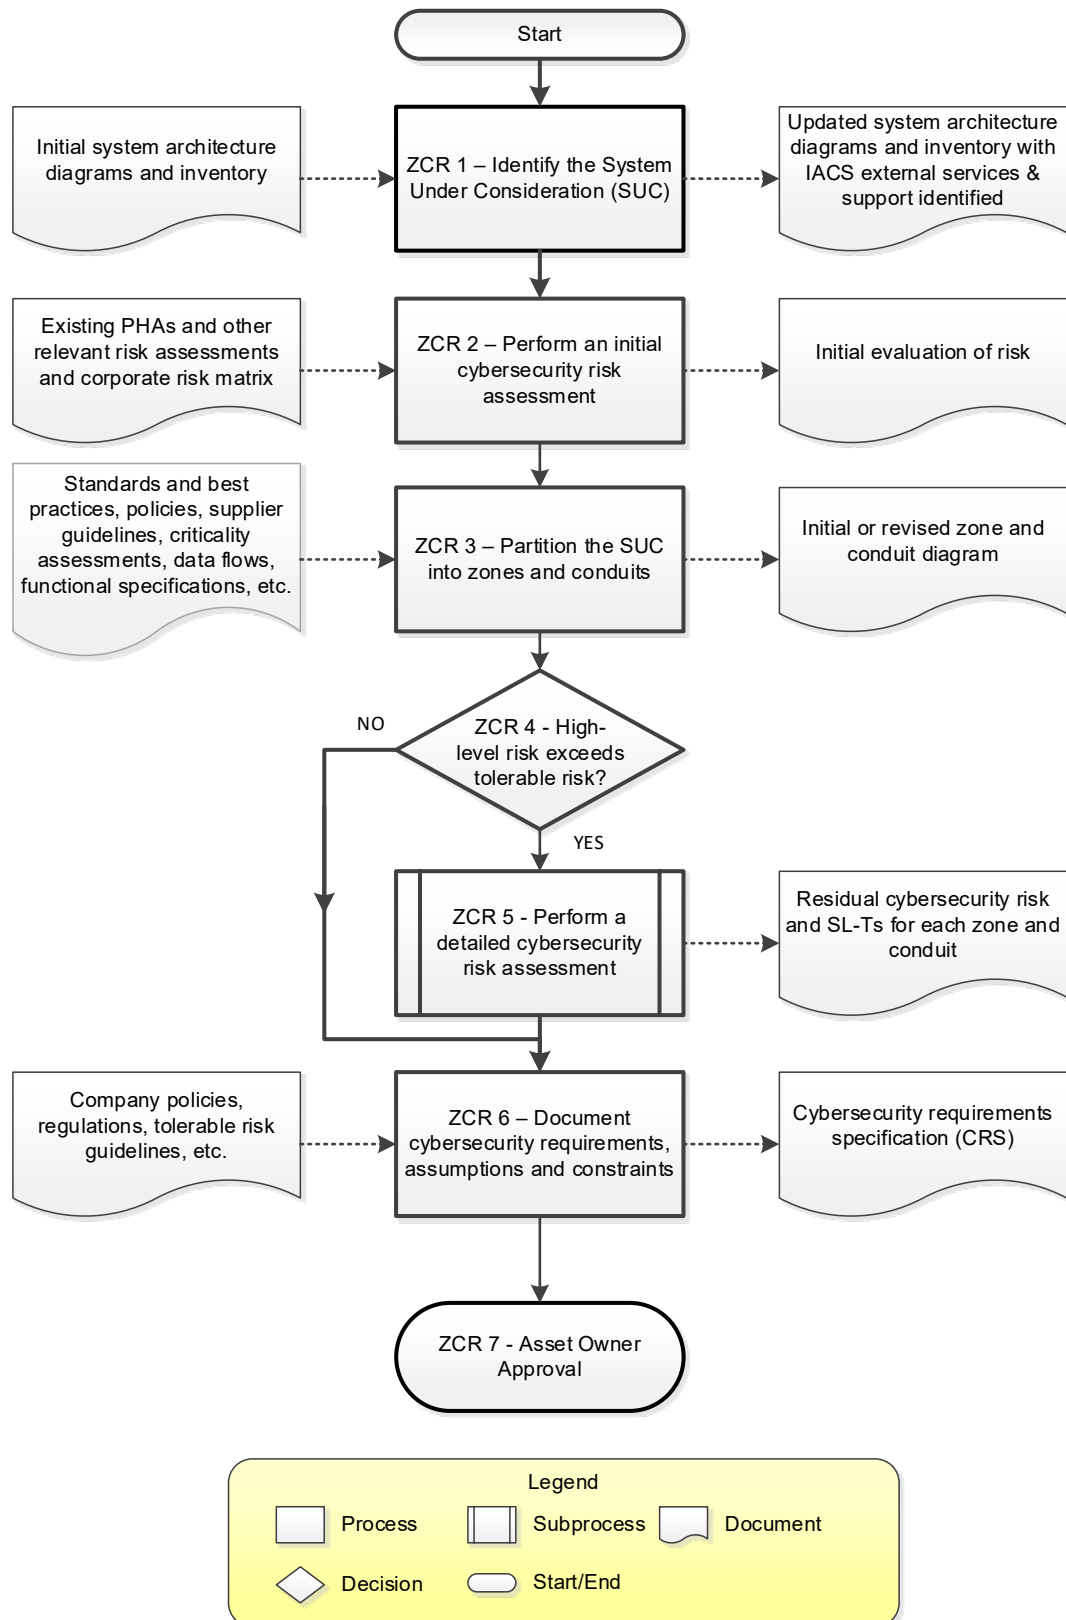 Start
Initial system architecture
diagrams and inventory
ZCR 1 – Identify the System
Under Consideration (SUC)
Updated system architecture
diagrams and inventory with
IACS external services &
support identified
Existing PHAs and other
relevant risk assessments
and corporate risk matrix
ZCR 2 – Perform an initial
cybersecurity risk
assessment
Initial evaluation of risk
Standards and best
practices, policies, supplier
guidelines, criticality
assessments, data flows,
functional specifications, etc.
ZCR 3 – Partition the SUC
into zones and conduits
Initial or revised zone and
conduit diagram
NO
ZCR 4 - High-
level risk exceeds
tolerable risk?
YES
ZCR 5 - Perform a
detailed cybersecurity
risk assessment
Residual cybersecurity risk
and SL-Ts for each zone and
conduit
Company policies,
regulations, tolerable risk
guidelines, etc.
ZCR 6 – Document
cybersecurity requirements,
assumptions and constraints
Cybersecurity requirements
specification (CRS)
ZCR 7 - Asset Owner
Approval
Legend
Process
Subprocess
Document
Decision
Start/End